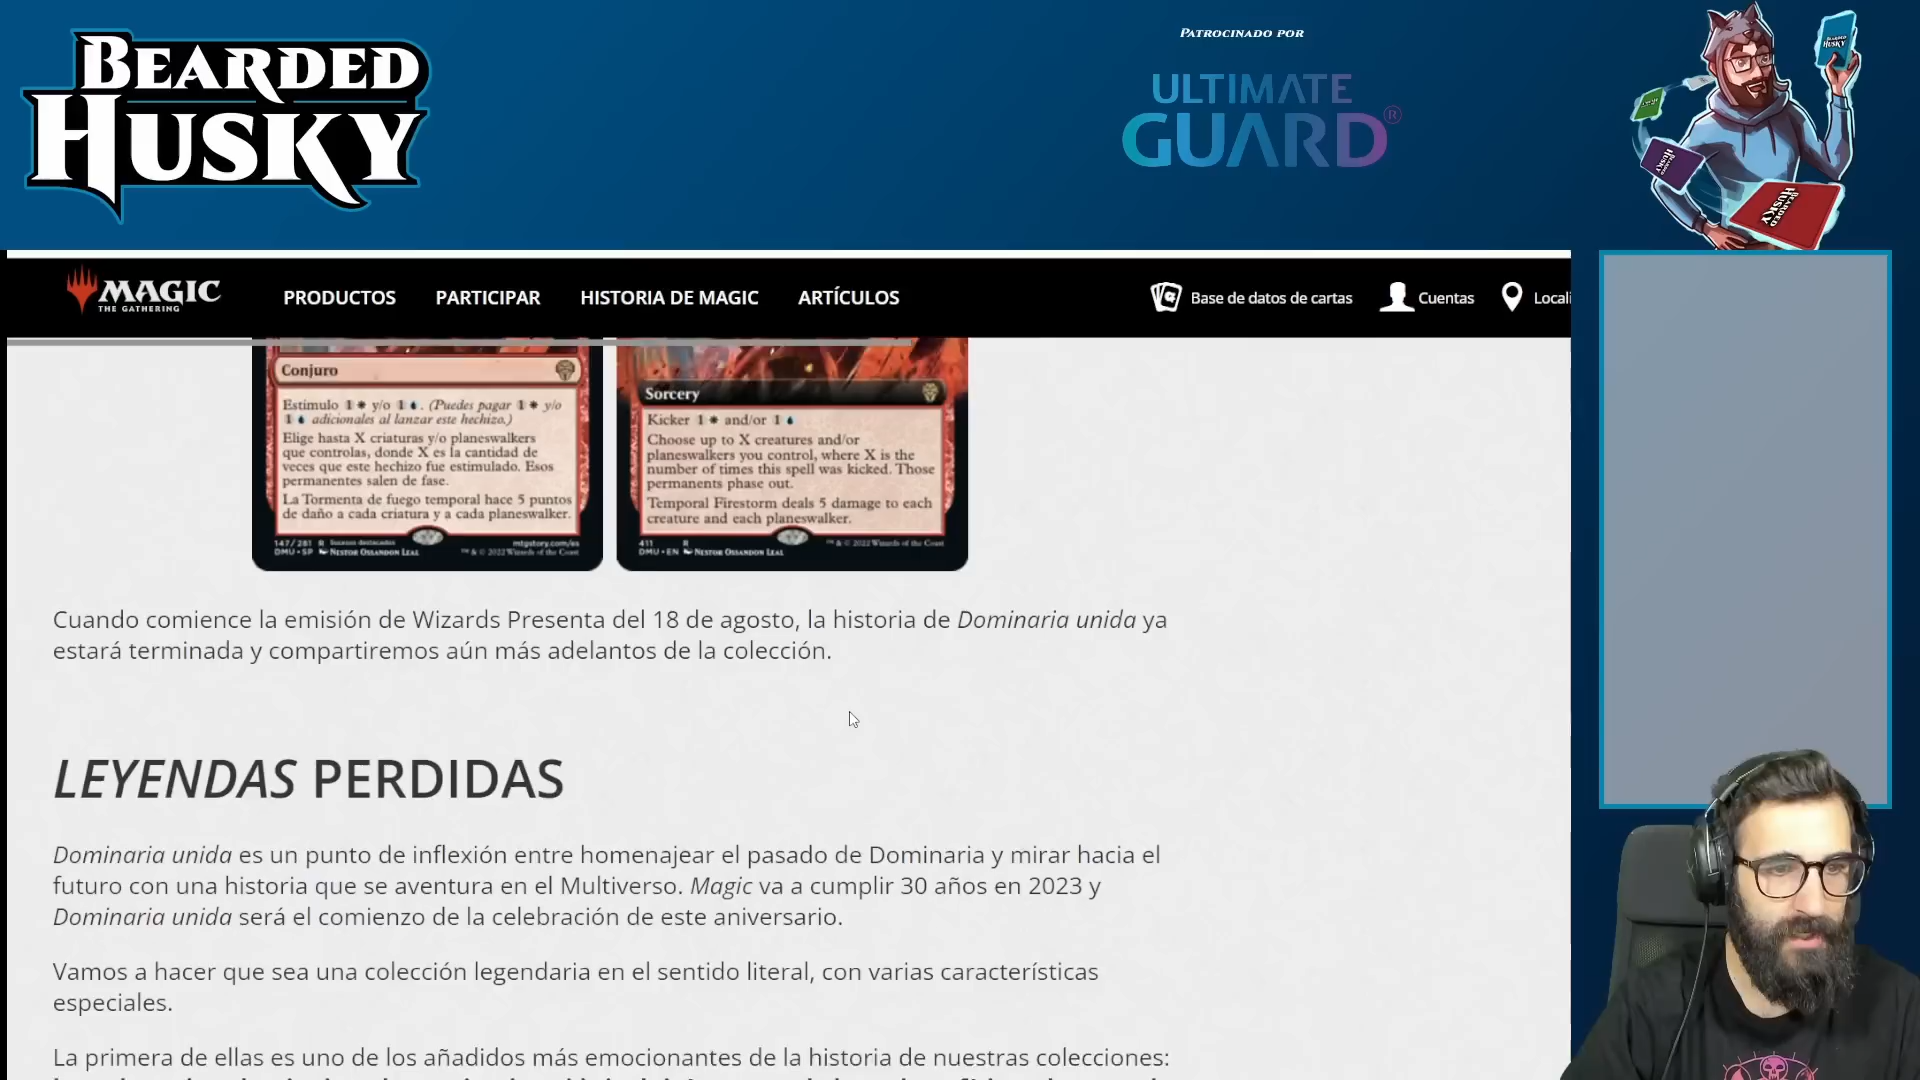 BEARDED
HUSKY
PATROCINADO POR
ULTIMATE
GUARD®
MAGIC
THE GATHERING
PRODUCTOS
PARTICIPAR
HISTORIA DE MAGIC
ARTÍCULOS
Base de datos de cartas
Cuentas
Locali
Conjuro
Estímulo 1 y/o 1 . (Puedes pagar 1 y/o
1 adicionales al lanzar este hechizo.)
Elige hasta X criaturas y/o planeswalkers
que controlas, donde X es la cantidad de
veces que este hechizo fue estimulado. Esos
permanentes salen de fase.
La Tormenta de fuego temporal hace 5 puntos
de daño a cada criatura y a cada planeswalker.
147/281 R
mtgstory.com/es
DMU • SP NESTOR OSSANDON LEAL
™ & © 2022 Wizards of the Coast
Sorcery
Kicker 1 and/or 1
Choose up to X creatures and/or
planeswalkers you control, where X is the
number of times this spell was kicked. Those
permanents phase out.
Temporal Firestorm deals 5 damage to each
creature and each planeswalker.
411 R
DMU • EN NESTOR OSSANDON LEAL
™ & © 2022 Wizards of the Coast
Cuando comience la emisión de Wizards Presenta del 18 de agosto, la historia de Dominaria unida ya
estará terminada y compartiremos aún más adelantos de la colección.
LEYENDAS PERDIDAS
Dominaria unida es un punto de inflexión entre homenajear el pasado de Dominaria y mirar hacia el
futuro con una historia que se aventura en el Multiverso. Magic va a cumplir 30 años en 2023 y
Dominaria unida será el comienzo de la celebración de este aniversario.
Vamos a hacer que sea una colección legendaria en el sentido literal, con varias características
especiales.
La primera de ellas es uno de los añadidos más emocionantes de la historia de nuestras colecciones:
BEARDED
HUSKY
HUSKY
BEARDED
HUSKY